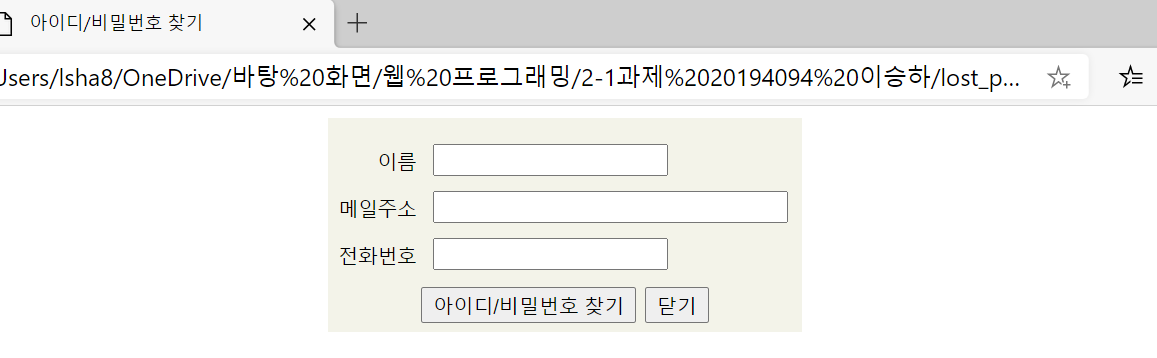 아이디/비밀번호 찾기
Users/lsha8/OneDrive/바탕%20화면/웹%20프로그래밍/2-1과제%2020194094%20이승하/lost_p...
이름
메일주소
전화번호
아이디/비밀번호 찾기 닫기